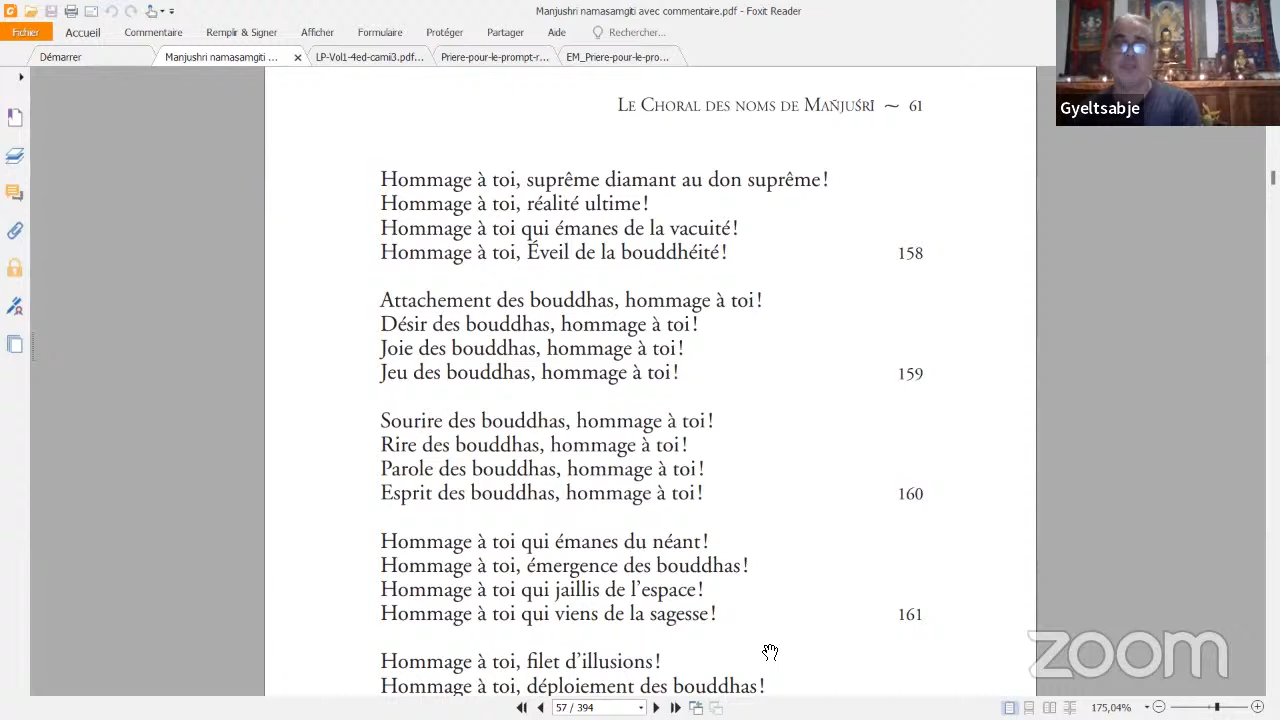 Manjushri namasamgiti avec commentaire.pdf - Foxit Reader
Fichier Accueil Commentaire Remplir & Signer Afficher Formulaire Protéger Partager Aide Rechercher...
Démarrer Manjushri namasamgiti ... LP-Vol1-4ed-cami3.pdf... Priere-pour-le-prompt-r... EM_Priere-pour-le-pro...
Gyeltsabje
Le Choral des noms de Mañjuśrī ~ 61
Hommage à toi, suprême diamant au don suprême !
Hommage à toi, réalité ultime !
Hommage à toi qui émanes de la vacuité !
Hommage à toi, Éveil de la bouddhéité ! 158
Attachement des bouddhas, hommage à toi !
Désir des bouddhas, hommage à toi !
Joie des bouddhas, hommage à toi !
Jeu des bouddhas, hommage à toi ! 159
Sourire des bouddhas, hommage à toi !
Rire des bouddhas, hommage à toi !
Parole des bouddhas, hommage à toi !
Esprit des bouddhas, hommage à toi ! 160
Hommage à toi qui émanes du néant !
Hommage à toi, émergence des bouddhas !
Hommage à toi qui jaillis de l'espace !
Hommage à toi qui viens de la sagesse ! 161
Hommage à toi, filet d'illusions !
Hommage à toi, déploiement des bouddhas !
zoom
57 / 394 175,04%